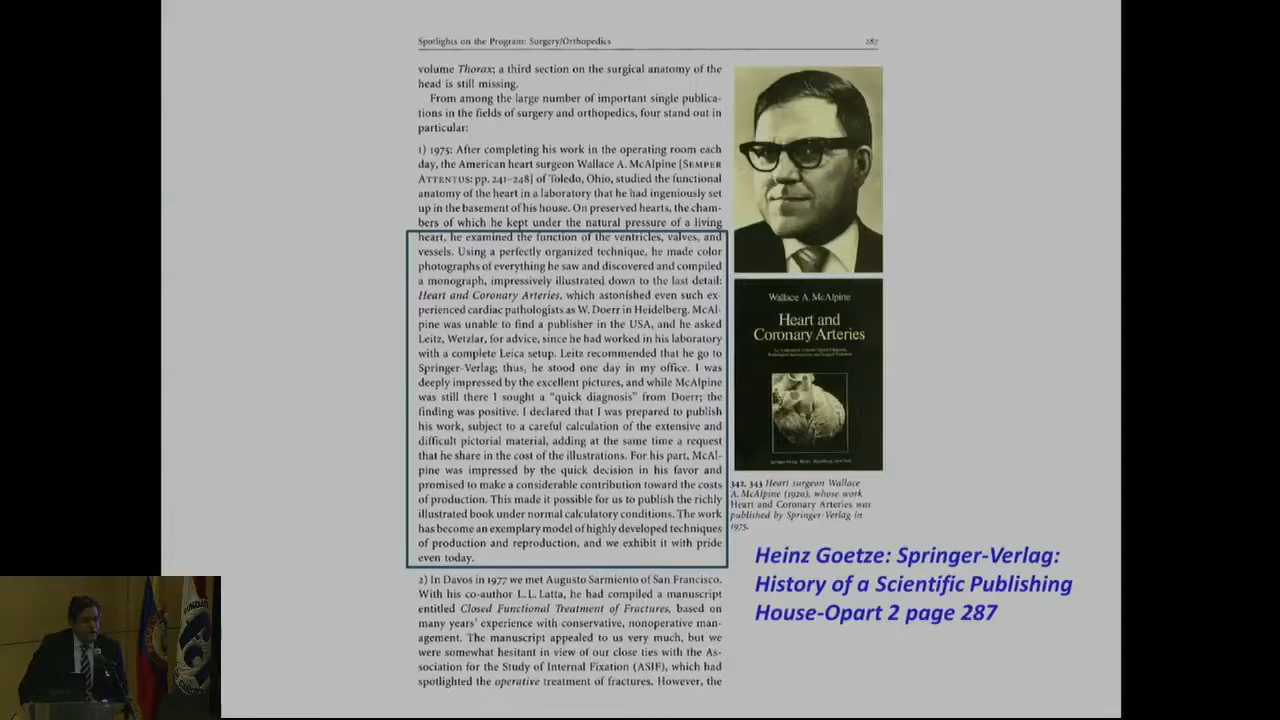 Spotlights on the Program: Surgery/Orthopedics 287
volume Thorax; a third section on the surgical anatomy of the
head is still missing.
From among the large number of important single publica-
tions in the fields of surgery and orthopedics, four stand out in
particular:
1) 1975: After completing his work in the operating room each
day, the American heart surgeon Wallace A. McAlpine [SEMPER
ATTENTUS: pp. 241–248] of Toledo, Ohio, studied the functional
anatomy of the heart in a laboratory that he had ingeniously set
up in the basement of his house. On preserved hearts, the cham-
bers of which he kept under the natural pressure of a living
heart, he examined the function of the ventricles, valves, and
vessels. Using a perfectly organized technique, he made color
photographs of everything he saw and discovered and compiled
a monograph, impressively illustrated down to the last detail:
Heart and Coronary Arteries, which astonished even such ex-
perienced cardiac pathologists as W. Doerr in Heidelberg. McAl-
pine was unable to find a publisher in the USA, and he asked
Leitz, Wetzlar, for advice, since he had worked in his laboratory
with a complete Leica setup. Leitz recommended that he go to
Springer-Verlag; thus, he stood one day in my office. I was
deeply impressed by the excellent pictures, and while McAlpine
was still there I sought a “quick diagnosis” from Doerr; the
finding was positive. I declared that I was prepared to publish
his work, subject to a careful calculation of the extensive and
difficult pictorial material, adding at the same time a request
that he share in the cost of the illustrations. For his part, McAl-
pine was impressed by the quick decision in his favor and
promised to make a considerable contribution toward the costs
of production. This made it possible for us to publish the richly
illustrated book under normal calculatory conditions. The work
has become an exemplary model of highly developed techniques
of production and reproduction, and we exhibit it with pride
even today.
2) In Davos in 1977 we met Augusto Sarmiento of San Francisco.
With his co-author L. L. Latta, he had compiled a manuscript
entitled Closed Functional Treatment of Fractures, based on
many years' experience with conservative, nonoperative man-
agement. The manuscript appealed to us very much, but we
were somewhat hesitant in view of our close ties with the As-
sociation for the Study of Internal Fixation (ASIF), which had
spotlighted the operative treatment of fractures. However, the
Wallace A. McAlpine
Heart and
Coronary Arteries
342, 343 Heart surgeon Wallace
A. McAlpine (1920), whose work
Heart and Coronary Arteries was
published by Springer-Verlag in
1975.
Heinz Goetze: Springer-Verlag:
History of a Scientific Publishing
House-Opart 2 page 287